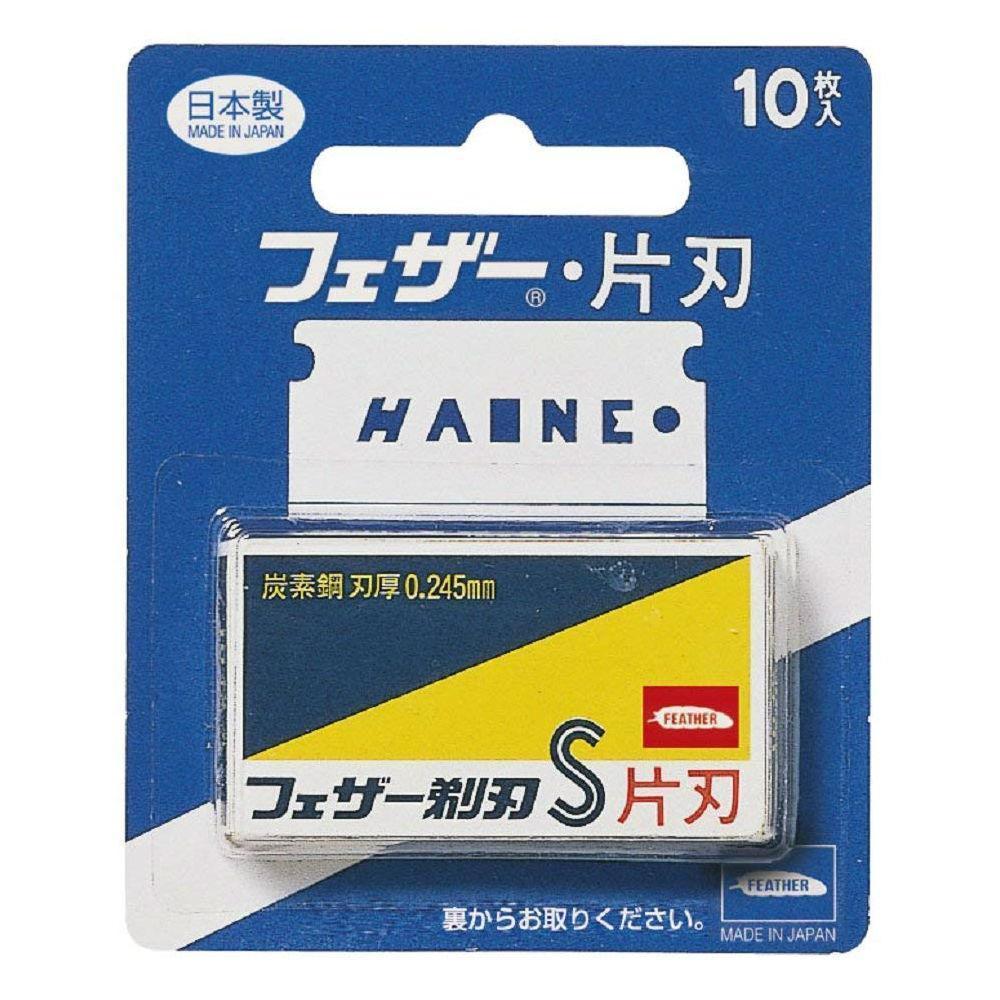 日本製
MADE IN JAPAN
10枚入
フェザー®・片刃
HAINE・
炭素鋼 刃厚0.245mm
FEATHER
フェザー剃刃S片刃
裏からお取りください。
FEATHER
MADE IN JAPAN